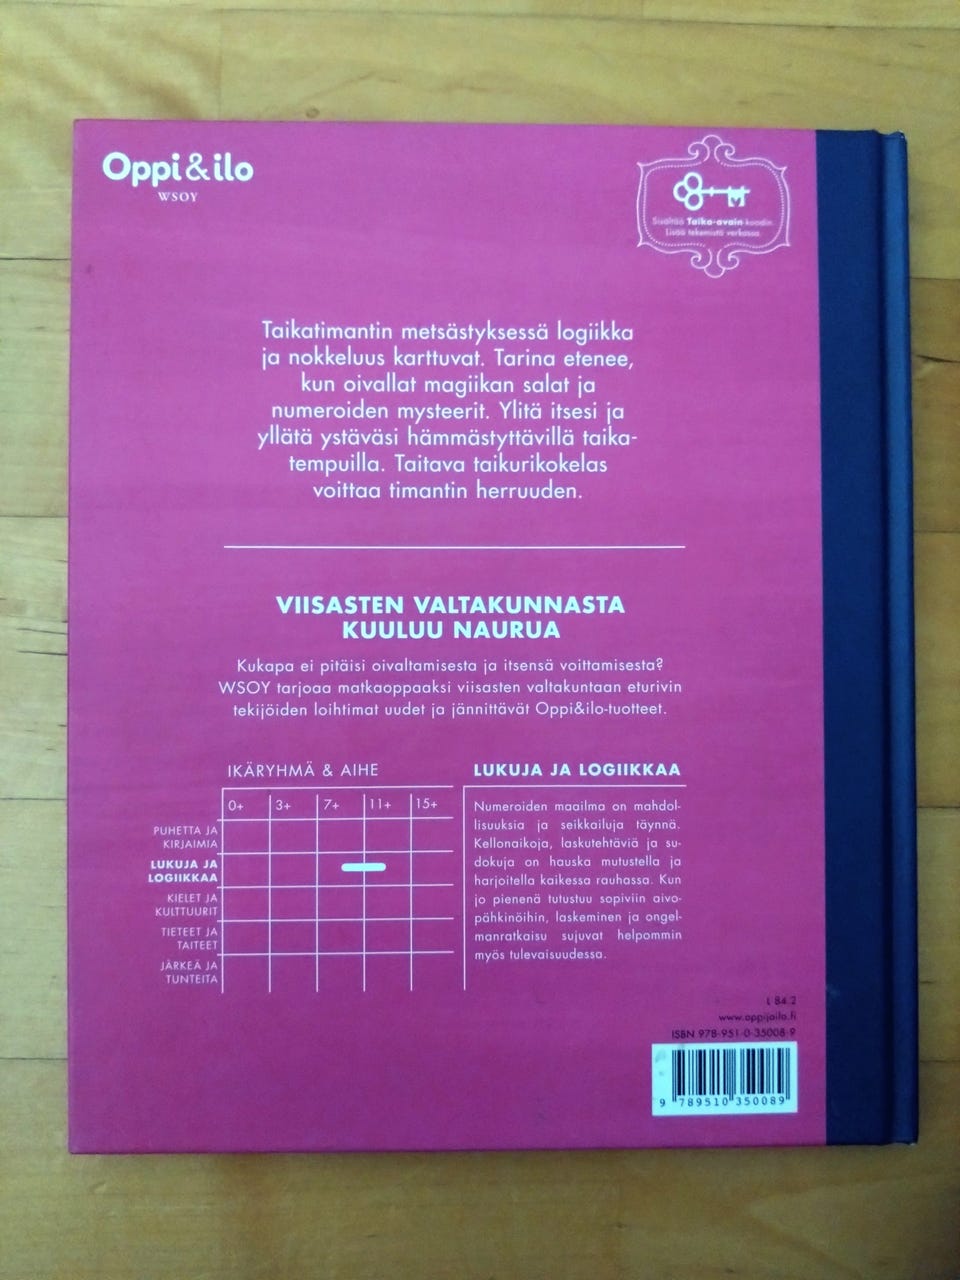 Oppi&ilo
WSOY
Sisältää Taika-avain-koodin.
Lisää tekemistä verkossa.
Taikatimantin metsästyksessä logiikka
ja nokkeluus karttuvat. Tarina etenee,
kun oivallat magiikan salat ja
numeroiden mysteerit. Ylitä itsesi ja
yllätä ystäväsi hämmästyttävillä taika-
tempuilla. Taitava taikurikokelas
voittaa timantin herruuden.
VIISASTEN VALTAKUNNASTA
KUULUU NAURUA
Kukapa ei pitäisi oivaltamisesta ja itsensä voittamisesta?
WSOY tarjoaa matkaoppaaksi viisasten valtakuntaan eturivin
tekijöiden loihtimat uudet ja jännittävät Oppi&ilo-tuotteet.
IKÄRYHMÄ & AIHE
0+ 3+ 7+ 11+ 15+
PUHETTA JA
KIRJAIMIA
LUKUJA JA
LOGIIKKAA
KIELET JA
KULTTUURIT
TIETEET JA
TAITEET
JÄRKEÄ JA
TUNTEITA
LUKUJA JA LOGIIKKAA
Numeroiden maailma on mahdol-
lisuuksia ja seikkailuja täynnä.
Kellonaikoja, laskutehtäviä ja su-
dokuja on hauska mutustella ja
harjoitella kaikessa rauhassa. Kun
jo pienenä tutustuu sopiviin aivo-
pähkinöihin, laskeminen ja ongel-
manratkaisu sujuvat helpommin
myös tulevaisuudessa.
L 84.2
www.oppijailo.fi
ISBN 978-951-0-35008-9
9 789510 350089